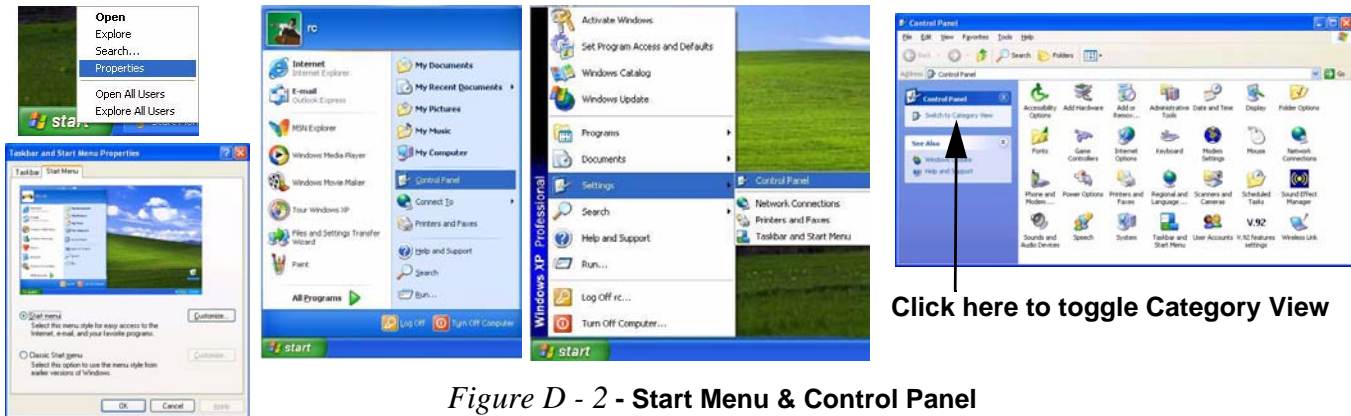 Open
Explore
Search...
Properties
Open All Users
Explore All Users
start
Taskbar and Start Menu Properties
Taskbar
Start Menu
Start menu
Select this menu style for easy access to the
Internet, e-mail, and your favorite programs.
Customize...
Classic Start menu
Select this option to use the menu style from
earlier versions of Windows.
Customize...
OK
Cancel
Apply
rc
Internet
Internet Explorer
E-mail
Outlook Express
MSN Explorer
Windows Media Player
Windows Movie Maker
Tour Windows XP
Files and Settings Transfer
Wizard
Paint
All Programs
My Documents
My Recent Documents
My Pictures
My Music
My Computer
Control Panel
Connect To
Printers and Faxes
Help and Support
Search
Run...
Log Off
Turn Off Computer
start
Windows XP Professional
Activate Windows
Set Program Access and Defaults
Windows Catalog
Windows Update
Programs
Documents
Settings
Search
Help and Support
Run...
Log Off rc...
Turn Off Computer...
Control Panel
Network Connections
Printers and Faxes
Taskbar and Start Menu
start
Control Panel
File Edit View Favorites Tools Help
Back
Search
Folders
Address
Control Panel
Go
Control Panel
Switch to Category View
See Also
Windows Update
Help and Support
Accessibility
Options
Add Hardware
Add or
Remov...
Administrative
Tools
Date and Time
Display
Folder Options
Fonts
Game
Controllers
Internet
Options
Keyboard
Modem
Settings
Mouse
Network
Connections
Phone and
Modem ...
Power Options
Printers and
Faxes
Regional and
Language ...
Scanners and
Cameras
Scheduled
Tasks
Sound Effect
Manager
Sounds and
Audio Devices
Speech
System
Taskbar and
Start Menu
User Accounts
V.92
V.92 features
settings
Wireless Link
Click here to toggle Category View
Figure D - 2 - Start Menu & Control Panel